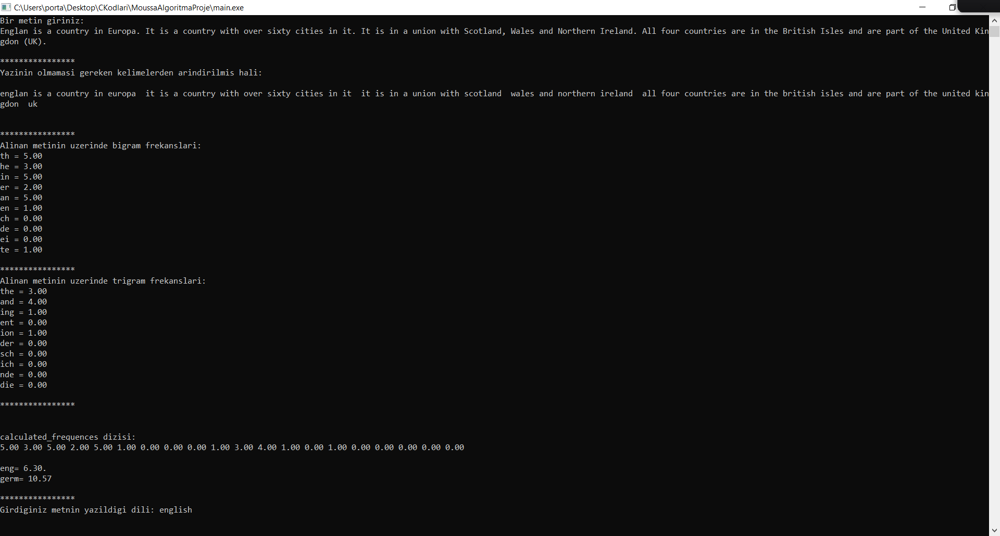 C:\Users\porta\Desktop\CKodlari\MoussaAlgoritmaProje\main.exe
Bir metin giriniz:
Englan is a country in Europa. It is a country with over sixty cities in it. It is in a union with Scotland, Wales and Northern Ireland. All four countries are in the British Isles and are part of the United Kin
gdon (UK).
****************
Yazinin olmamasi gereken kelimelerden arindirilmis hali:
englan is a country in europa  it is a country with over sixty cities in it  it is in a union with scotland  wales and northern ireland  all four countries are in the british isles and are part of the united kin
gdon  uk
****************
Alinan metinin uzerinde bigram frekanslari:
th = 5.00
he = 3.00
in = 5.00
er = 2.00
an = 5.00
en = 1.00
ch = 0.00
de = 0.00
ei = 0.00
te = 1.00
****************
Alinan metinin uzerinde trigram frekanslari:
the = 3.00
and = 4.00
ing = 1.00
ent = 0.00
ion = 1.00
der = 0.00
sch = 0.00
ich = 0.00
nde = 0.00
die = 0.00
****************
calculated_frequences dizisi:
5.00 3.00 5.00 2.00 5.00 1.00 0.00 0.00 0.00 1.00 3.00 4.00 1.00 0.00 1.00 0.00 0.00 0.00 0.00 0.00
eng= 6.30.
germ= 10.57
****************
Girdiginiz metnin yazildigi dili: english